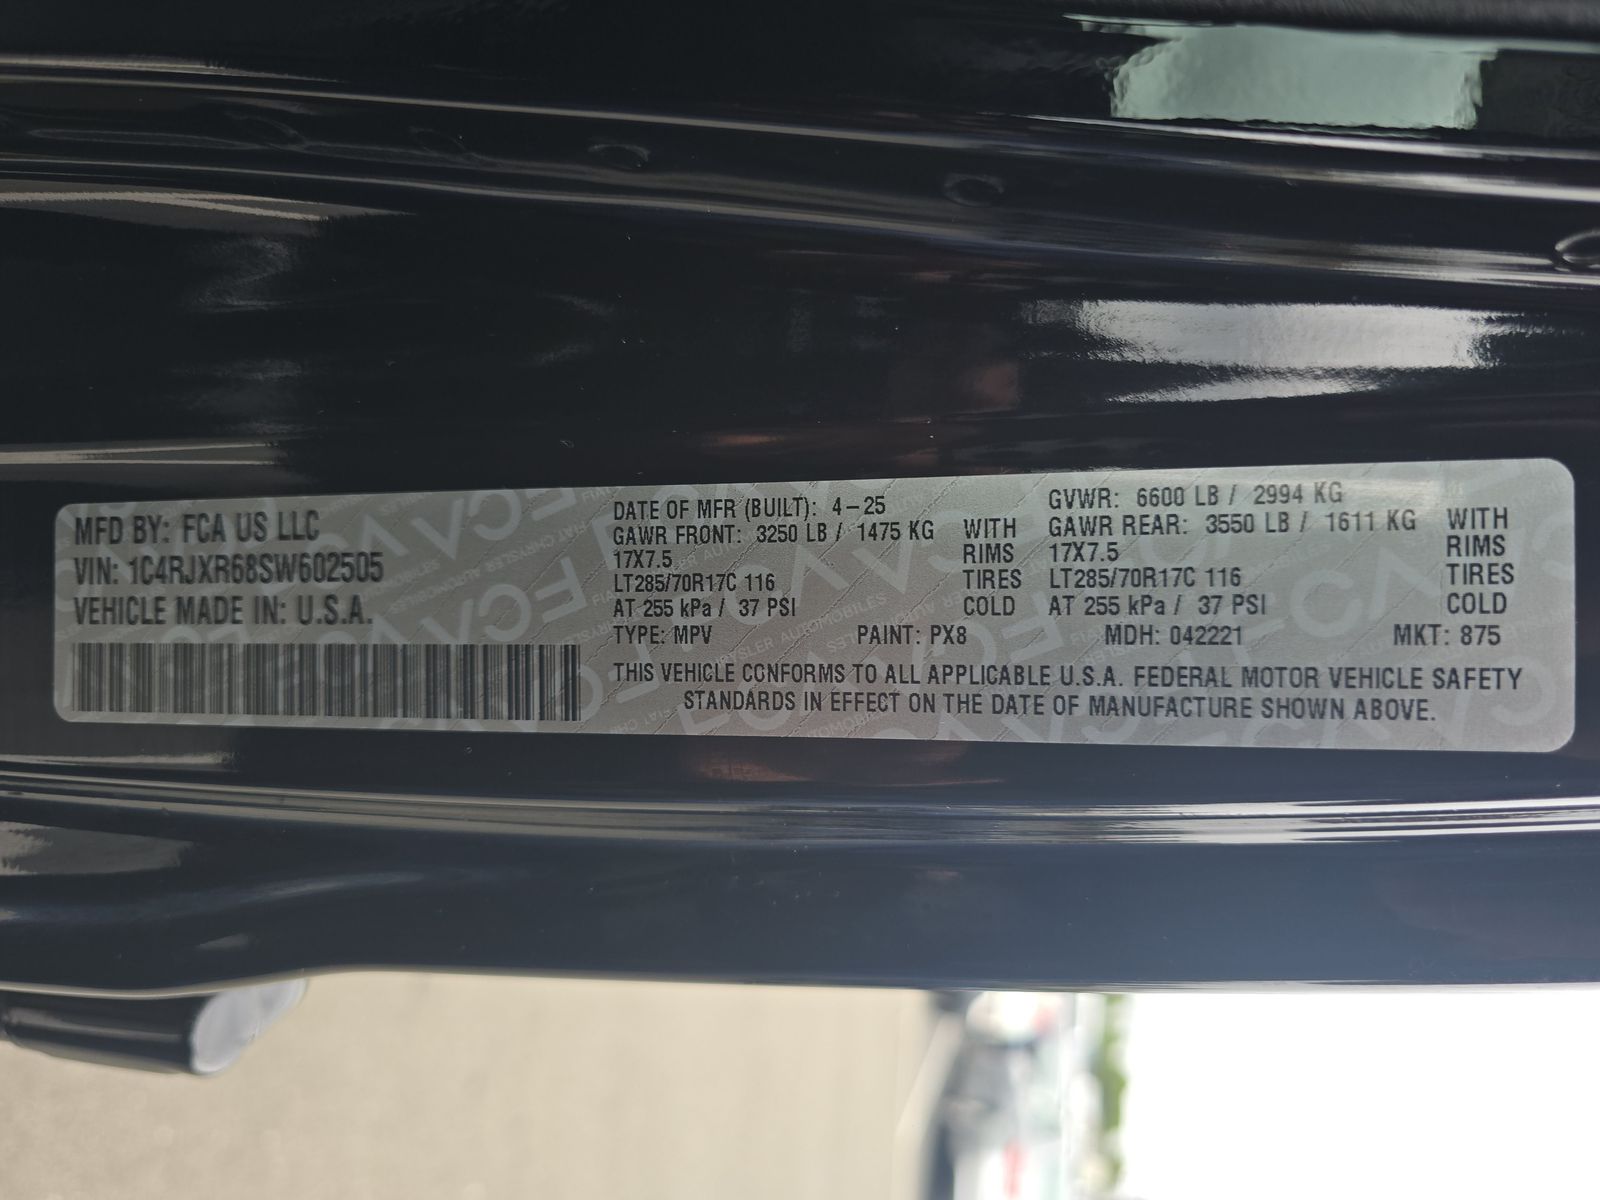 MFD BY: FCA US LLC
VIN: 1C4RJXR68SW602505
VEHICLE MADE IN: U.S.A.
DATE OF MFR (BUILT): 4-25
GAWR FRONT: 3250 LB / 1475 KG WITH
17X7.5 RIMS
LT285/70R17C 116 TIRES
AT 255 kPa / 37 PSI COLD
GVWR: 6600 LB / 2994 KG
GAWR REAR: 3550 LB / 1611 KG WITH
17X7.5 RIMS
LT285/70R17C 116 TIRES
AT 255 kPa / 37 PSI COLD
TYPE: MPV PAINT: PX8 MDH: 042221 MKT: 875
THIS VEHICLE CONFORMS TO ALL APPLICABLE U.S.A. FEDERAL MOTOR VEHICLE SAFETY
STANDARDS IN EFFECT ON THE DATE OF MANUFACTURE SHOWN ABOVE.